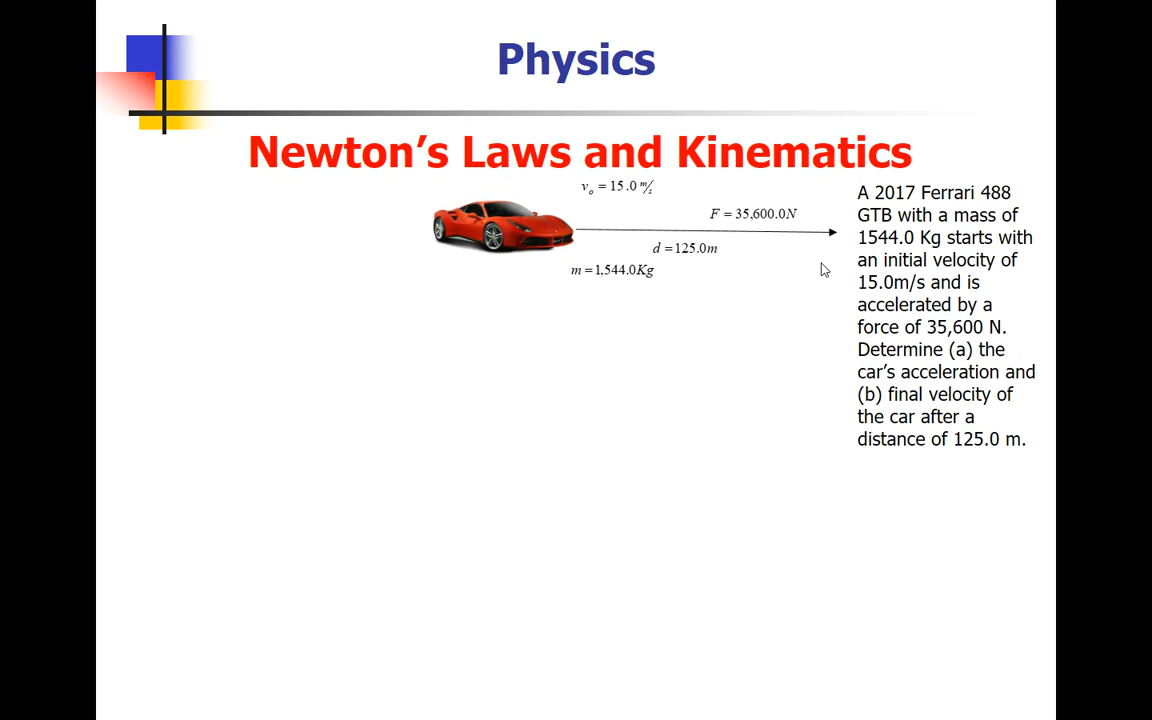 Physics
Newton’s Laws and Kinematics
vₒ = 15.0 m/s
F = 35,600.0N
d = 125.0m
m = 1,544.0Kg
A 2017 Ferrari 488
GTB with a mass of
1544.0 Kg starts with
an initial velocity of
15.0m/s and is
accelerated by a
force of 35,600 N.
Determine (a) the
car’s acceleration and
(b) final velocity of
the car after a
distance of 125.0 m.